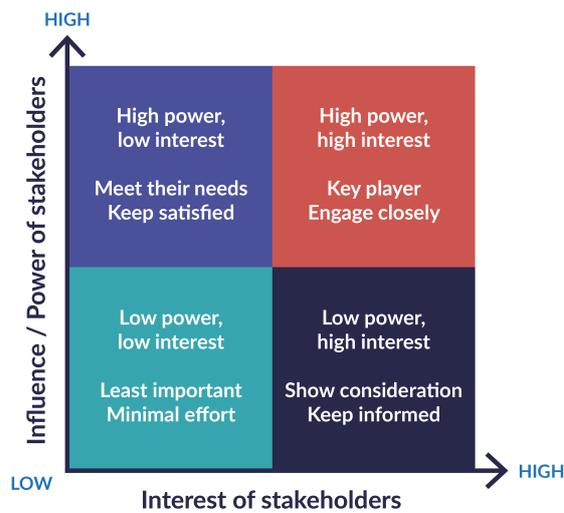 HIGH
Influence / Power of stakeholders
High power,
low interest
Meet their needs
Keep satisfied
High power,
high interest
Key player
Engage closely
Low power,
low interest
Least important
Minimal effort
Low power,
high interest
Show consideration
Keep informed
LOW
HIGH
Interest of stakeholders